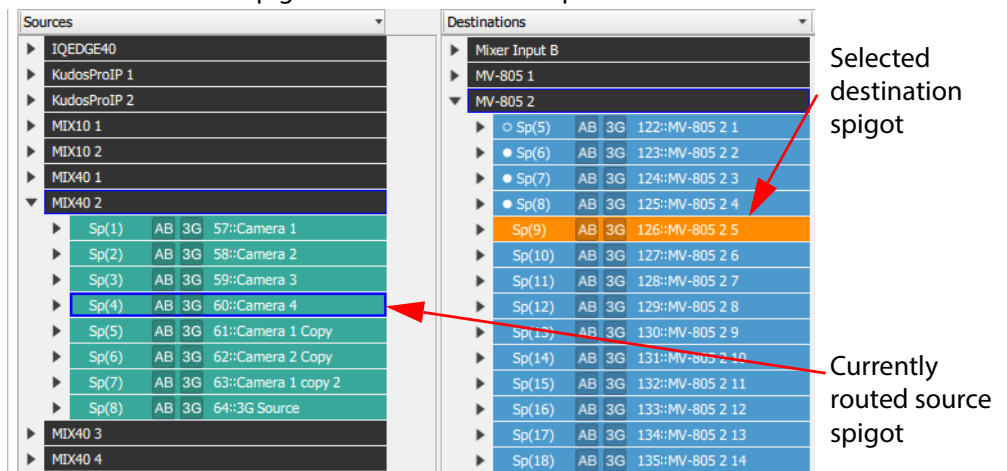 Sources
IQEDGE40
KudosProIP 1
KudosProIP 2
MIX10 1
MIX10 2
MIX40 1
MIX40 2
Sp(1) AB 3G 57::Camera 1
Sp(2) AB 3G 58::Camera 2
Sp(3) AB 3G 59::Camera 3
Sp(4) AB 3G 60::Camera 4
Sp(5) AB 3G 61::Camera 1 Copy
Sp(6) AB 3G 62::Camera 2 Copy
Sp(7) AB 3G 63::Camera 1 copy 2
Sp(8) AB 3G 64::3G Source
MIX40 3
MIX40 4
Destinations
Mixer Input B
MV-805 1
MV-805 2
Sp(5) AB 3G 122::MV-805 2 1
Sp(6) AB 3G 123::MV-805 2 2
Sp(7) AB 3G 124::MV-805 2 3
Sp(8) AB 3G 125::MV-805 2 4
Sp(9) AB 3G 126::MV-805 2 5
Sp(10) AB 3G 127::MV-805 2 6
Sp(11) AB 3G 128::MV-805 2 7
Sp(12) AB 3G 129::MV-805 2 8
Sp(13) AB 3G 130::MV-805 2 9
Sp(14) AB 3G 131::MV-805 2 10
Sp(15) AB 3G 132::MV-805 2 11
Sp(16) AB 3G 133::MV-805 2 12
Sp(17) AB 3G 134::MV-805 2 13
Sp(18) AB 3G 135::MV-805 2 14
Selected
destination
spigot
Currently
routed source
spigot